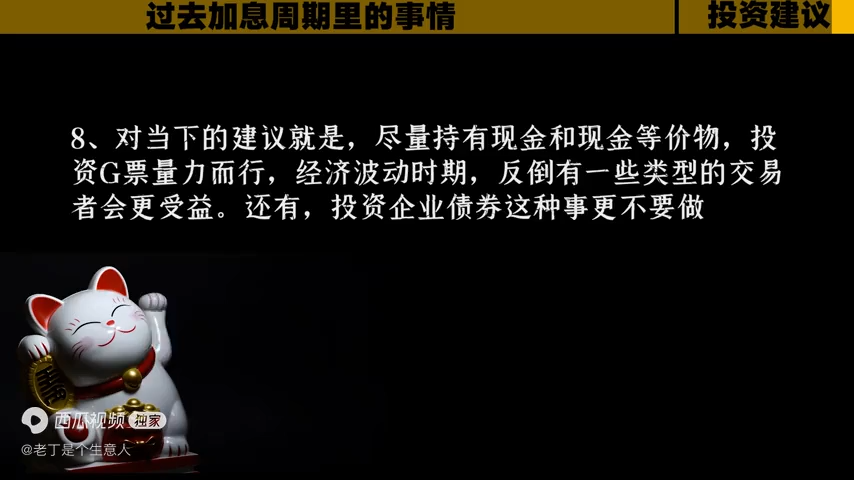 过去加息周期里的事情
投资建议
8、对当下的建议就是，尽量持有现金和现金等价物，投
资G票量力而行，经济波动时期，反倒有一些类型的交易
者会更受益。还有，投资企业债券这种事更不要做
西瓜视频 独家
@老丁是个生意人